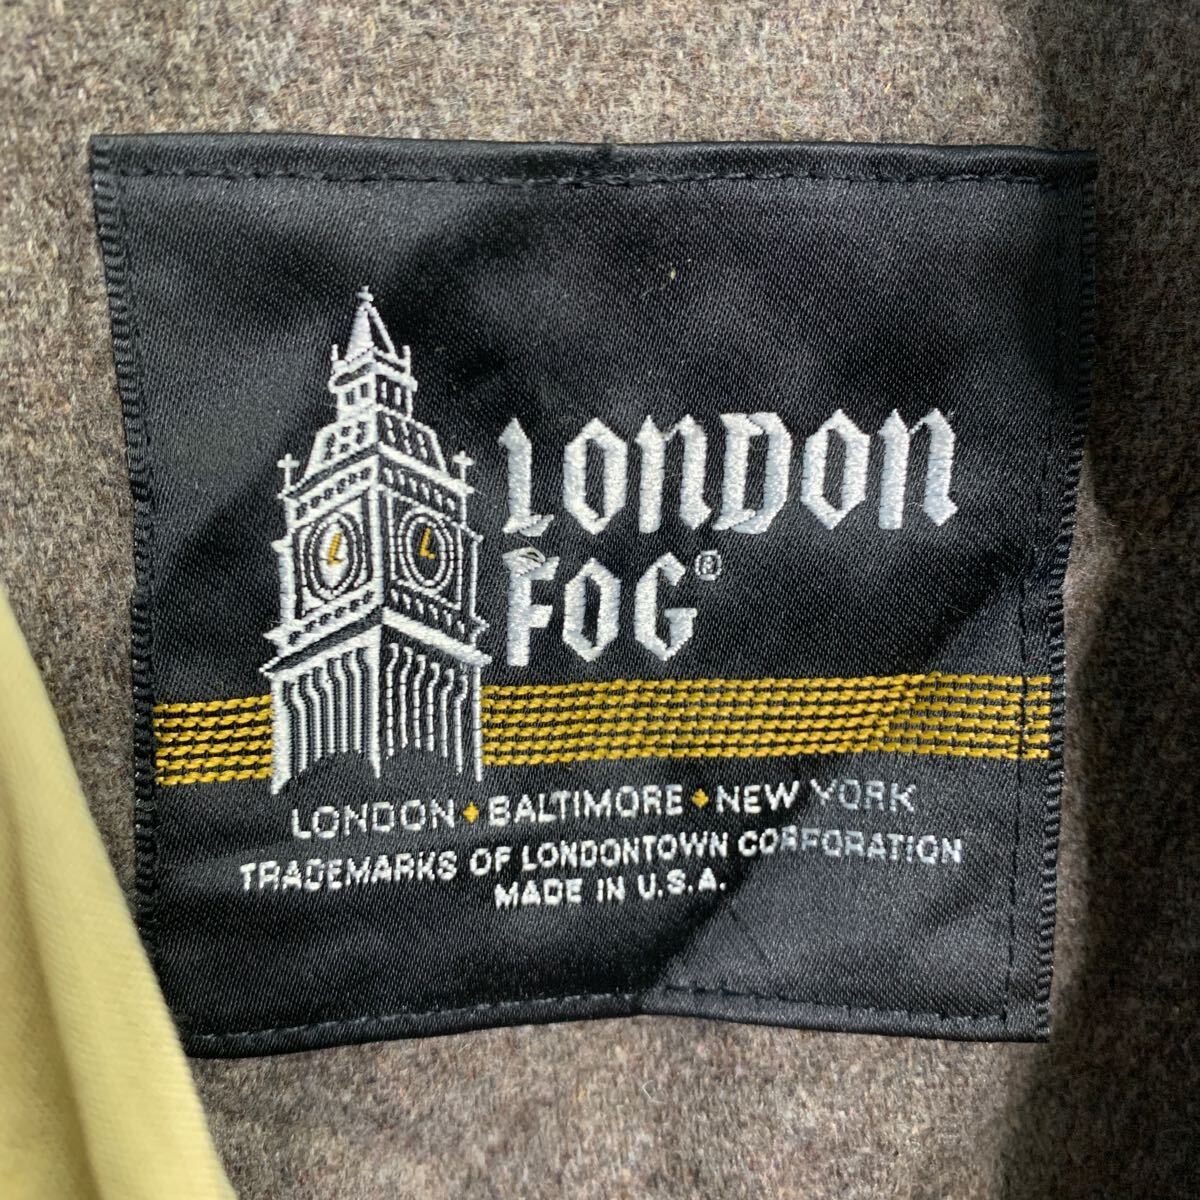 LONDON
FOG®
LONDON ♦ BALTIMORE ♦ NEW YORK
TRADEMARKS OF LONDONTOWN CORPORATION
MADE IN U.S.A.